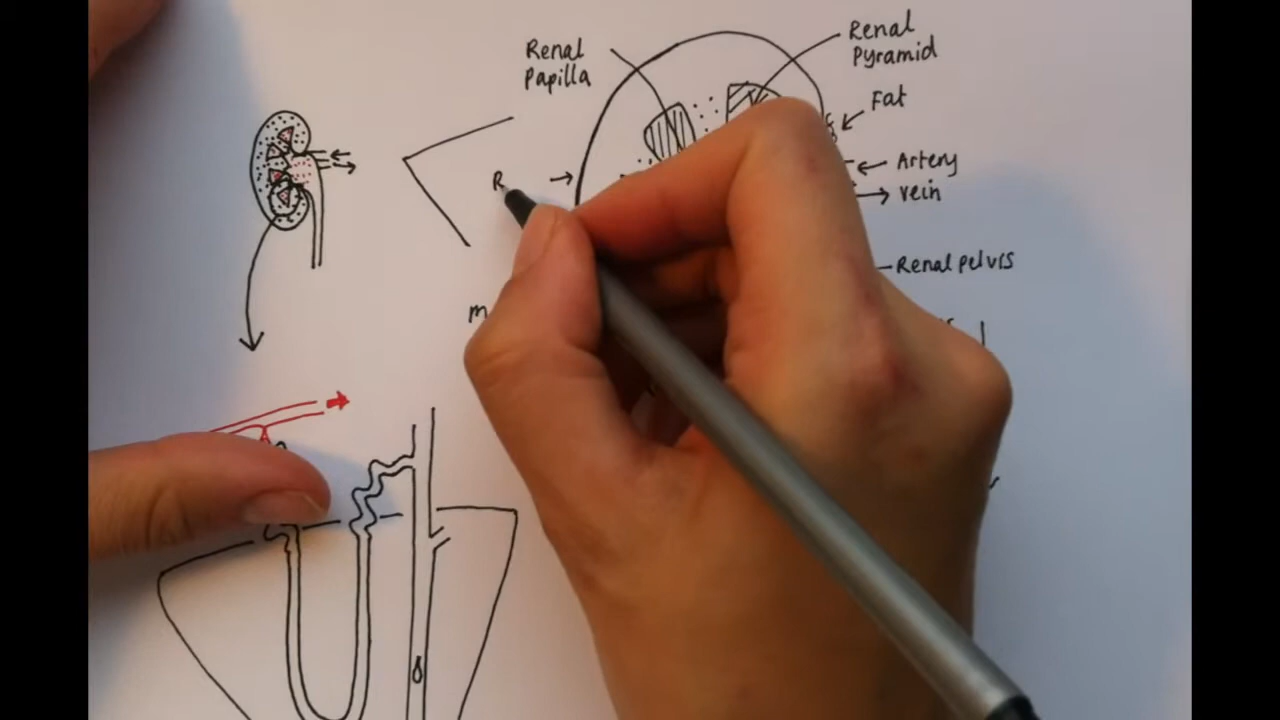 Renal
Papilla
Renal
Pyramid
Fat
Artery
vein
R
Renal pelvis